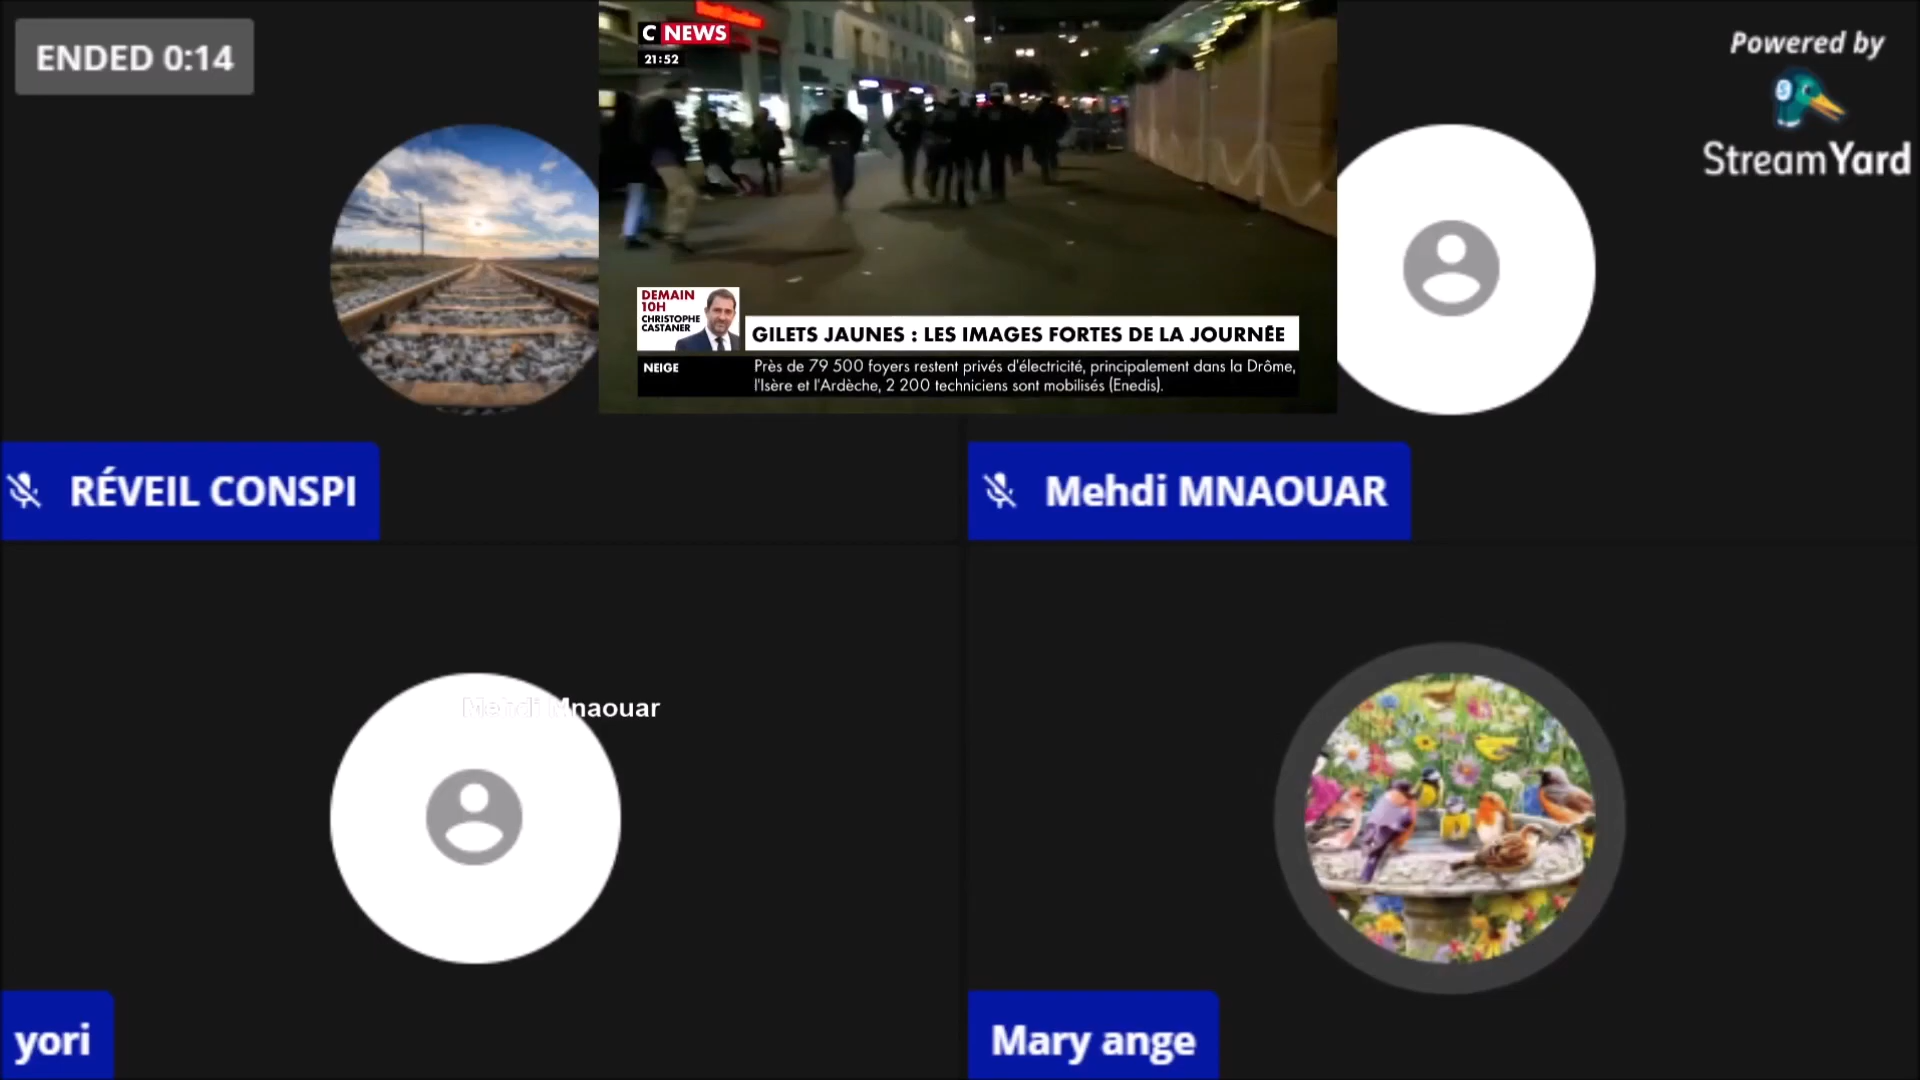 ENDED 0:14
C NEWS
21:52
Powered by
StreamYard
DEMAIN
10H
CHRISTOPHE
CASTANER
GILETS JAUNES : LES IMAGES FORTES DE LA JOURNÉE
NEIGE
Près de 79 500 foyers restent privés d'électricité, principalement dans la Drôme,
l'Isère et l'Ardèche, 2 200 techniciens sont mobilisés (Enedis).
RÉVEIL CONSPI
Mehdi MNAOUAR
Mehdi Mnaouar
yori
Mary ange